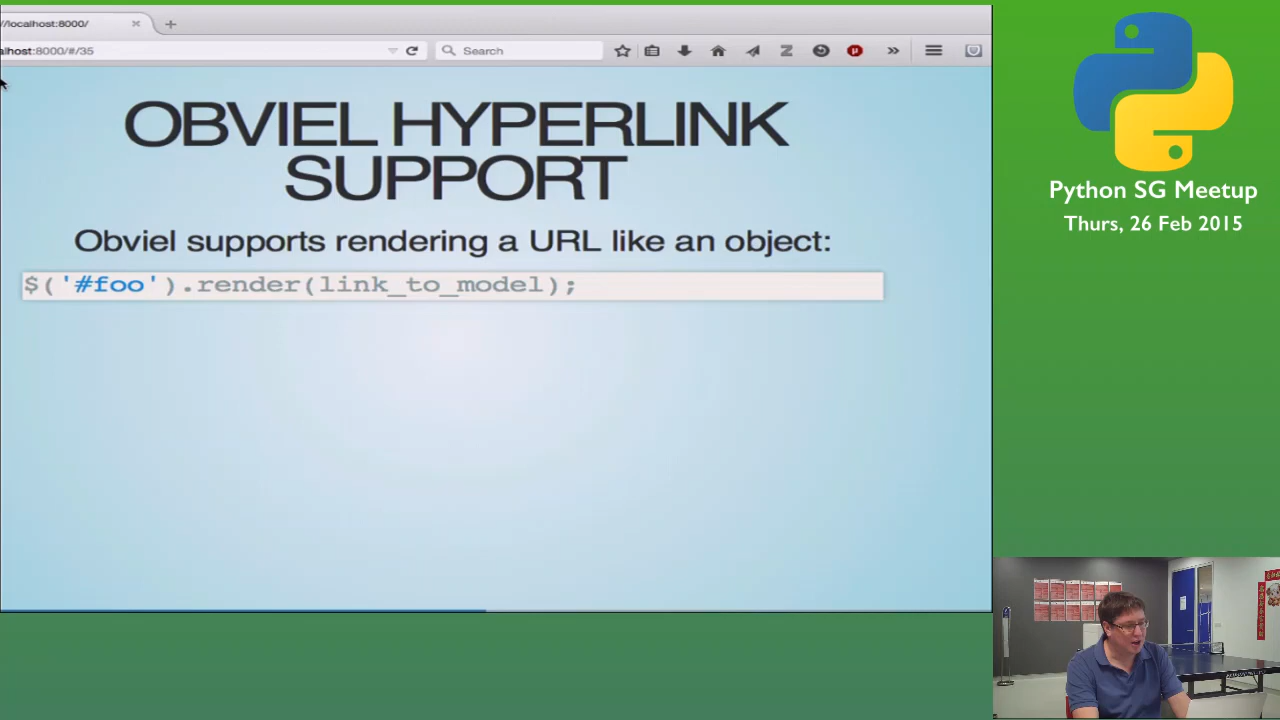 //localhost:8000/
alhost:8000/#/35
Search
OBVIEL HYPERLINK
SUPPORT
Obviel supports rendering a URL like an object:
$('#foo').render(link_to_model);
Python SG Meetup
Thurs, 26 Feb 2015